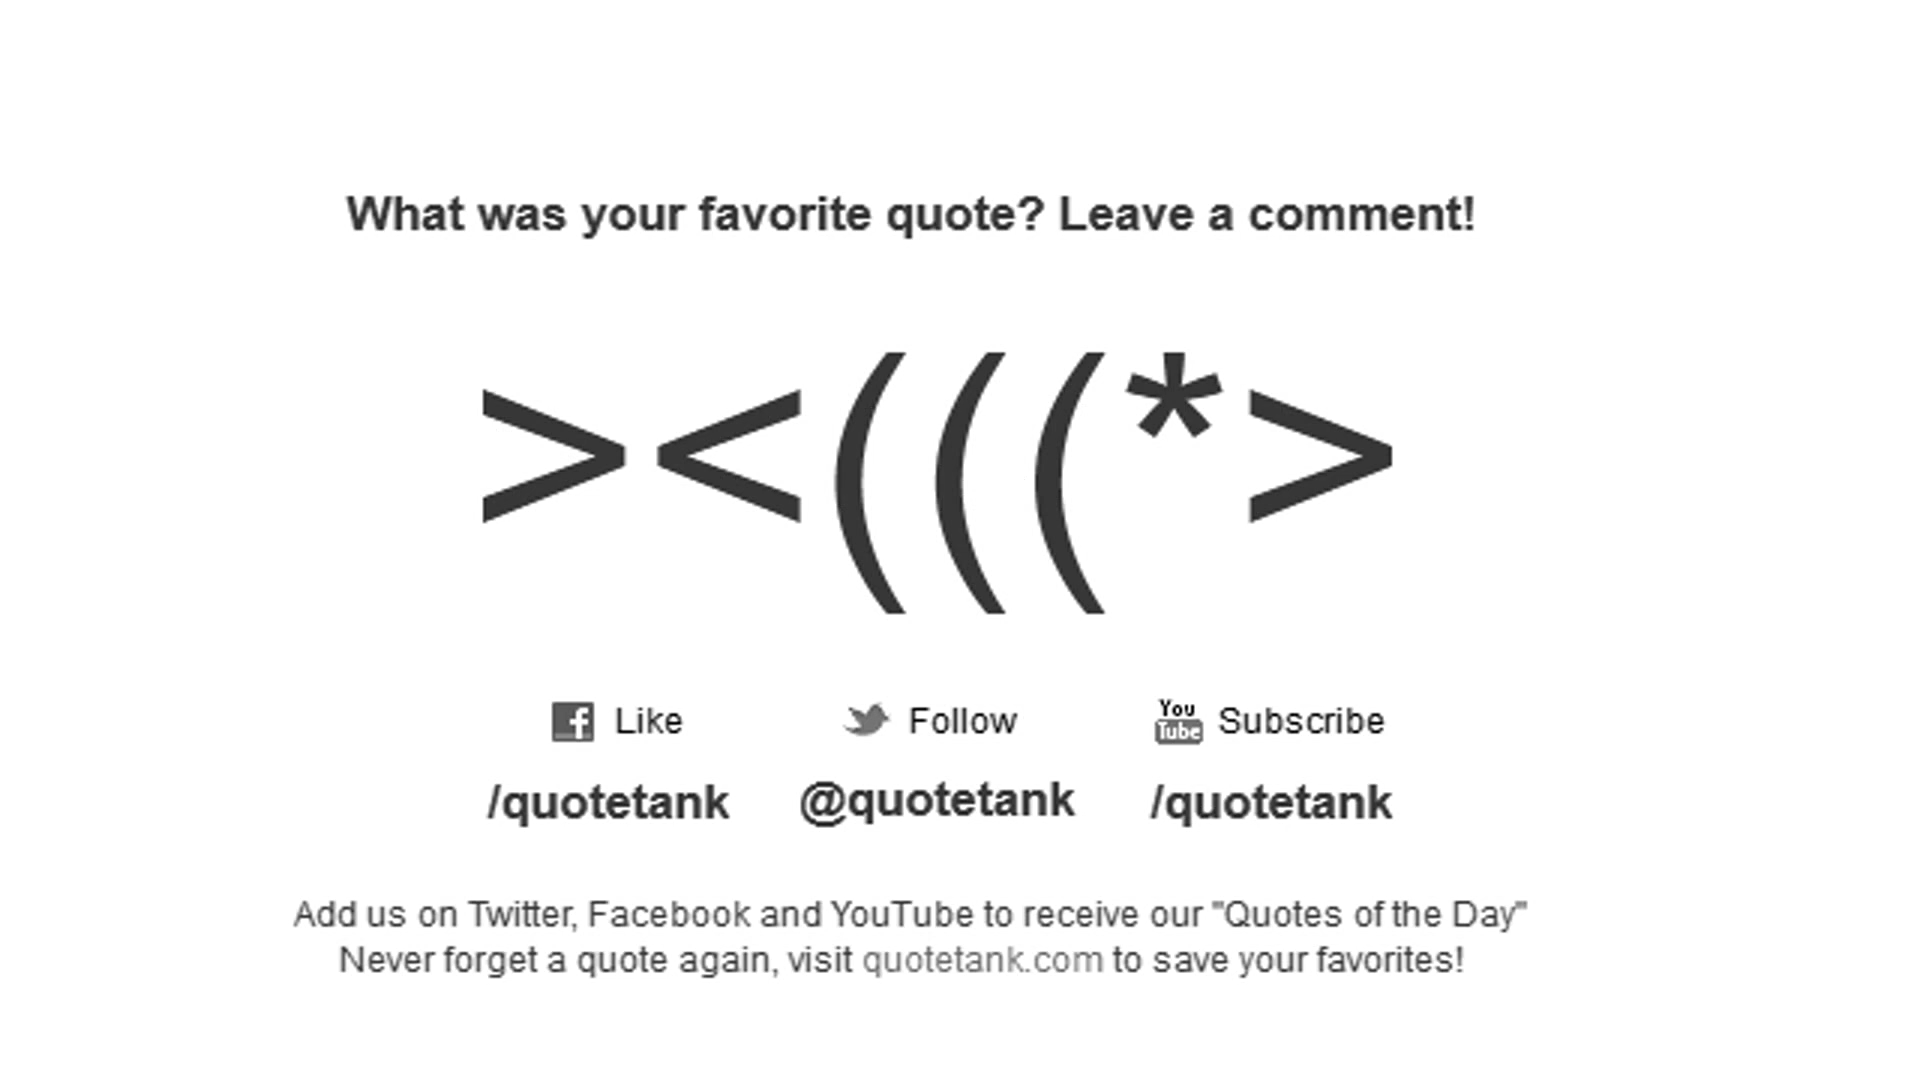 What was your favorite quote? Leave a comment!
><(((*>
f Like Follow You Tube Subscribe
/quotetank @quotetank /quotetank
Add us on Twitter, Facebook and YouTube to receive our "Quotes of the Day"
Never forget a quote again, visit quotetank.com to save your favorites!